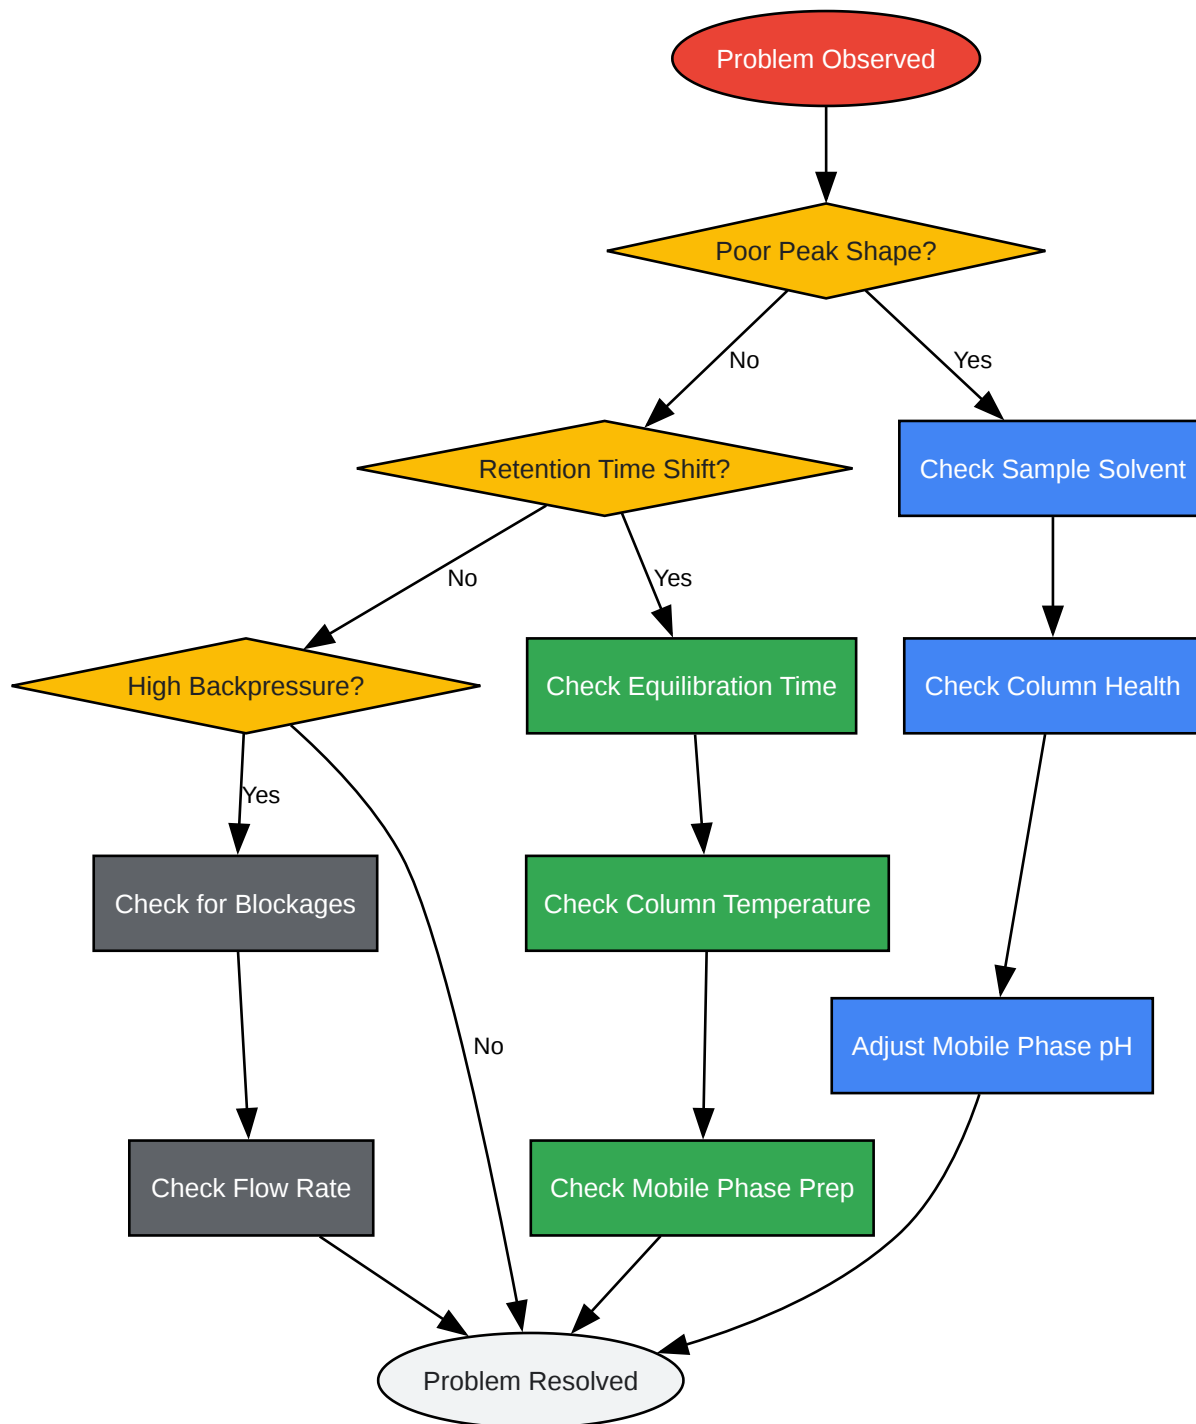 Problem Observed
Poor Peak Shape?
No
Yes
Retention Time Shift?
Check Sample Solvent
No
Yes
High Backpressure?
Check Equilibration Time
Check Column Health
Yes
Check for Blockages
Check Column Temperature
No
Adjust Mobile Phase pH
Check Flow Rate
Check Mobile Phase Prep
Problem Resolved